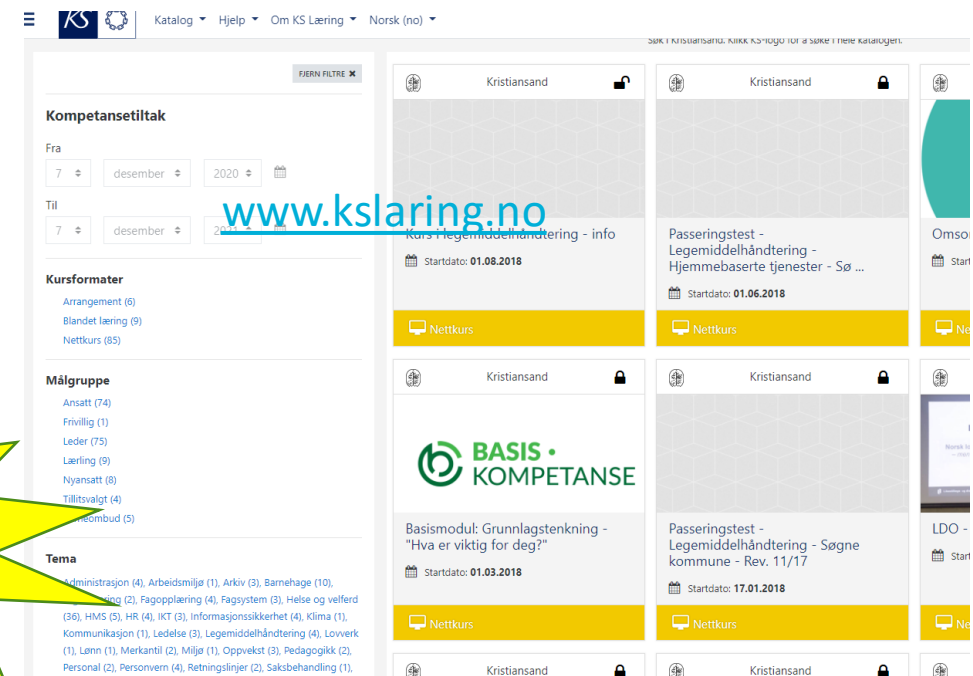 KS
Katalog Hjelp Om KS Læring Norsk (no)
Søk i Kristiansand. Klikk KS-logo for å søke i hele katalogen.
FJERN FILTRE ✖
Kompetansetiltak
Fra
7 desember 2020
Til
7 desember 2021
www.kslaring.no
Kursformater
Arrangement (6)
Blandet læring (9)
Nettkurs (85)
Målgruppe
Ansatt (74)
Frivillig (1)
Leder (75)
Lærling (9)
Nyansatt (8)
Tillitsvalgt (4)
(5)
Tema
Administrasjon (4), Arbeidsmiljø (1), Arkiv (3), Barnehage (10),
(2), Fagopplæring (4), Fagsystem (3), Helse og velferd
(36), HMS (5), HR (4), IKT (3), Informasjonssikkerhet (4), Klima (1),
Kommunikasjon (1), Ledelse (3), Legemiddelhåndtering (4), Lovverk
(1), Lønn (1), Merkantil (2), Miljø (1), Oppvekst (3), Pedagogikk (2),
Personal (2), Personvern (4), Retningslinjer (2), Saksbehandling (1),
Kristiansand
Kurs i legemiddelhåndtering - info
Startdato: 01.08.2018
Nettkurs
Kristiansand
Passeringstest -
Legemiddelhåndtering -
Hjemmebaserte tjenester - Sø ...
Startdato: 01.06.2018
Nettkurs
Kristiansand
BASIS •
KOMPETANSE
Basismodul: Grunnlagstenkning -
"Hva er viktig for deg?"
Startdato: 01.03.2018
Nettkurs
Kristiansand
Passeringstest -
Legemiddelhåndtering - Søgne
kommune - Rev. 11/17
Startdato: 17.01.2018
Nettkurs
LDO -
Kristiansand
Kristiansand